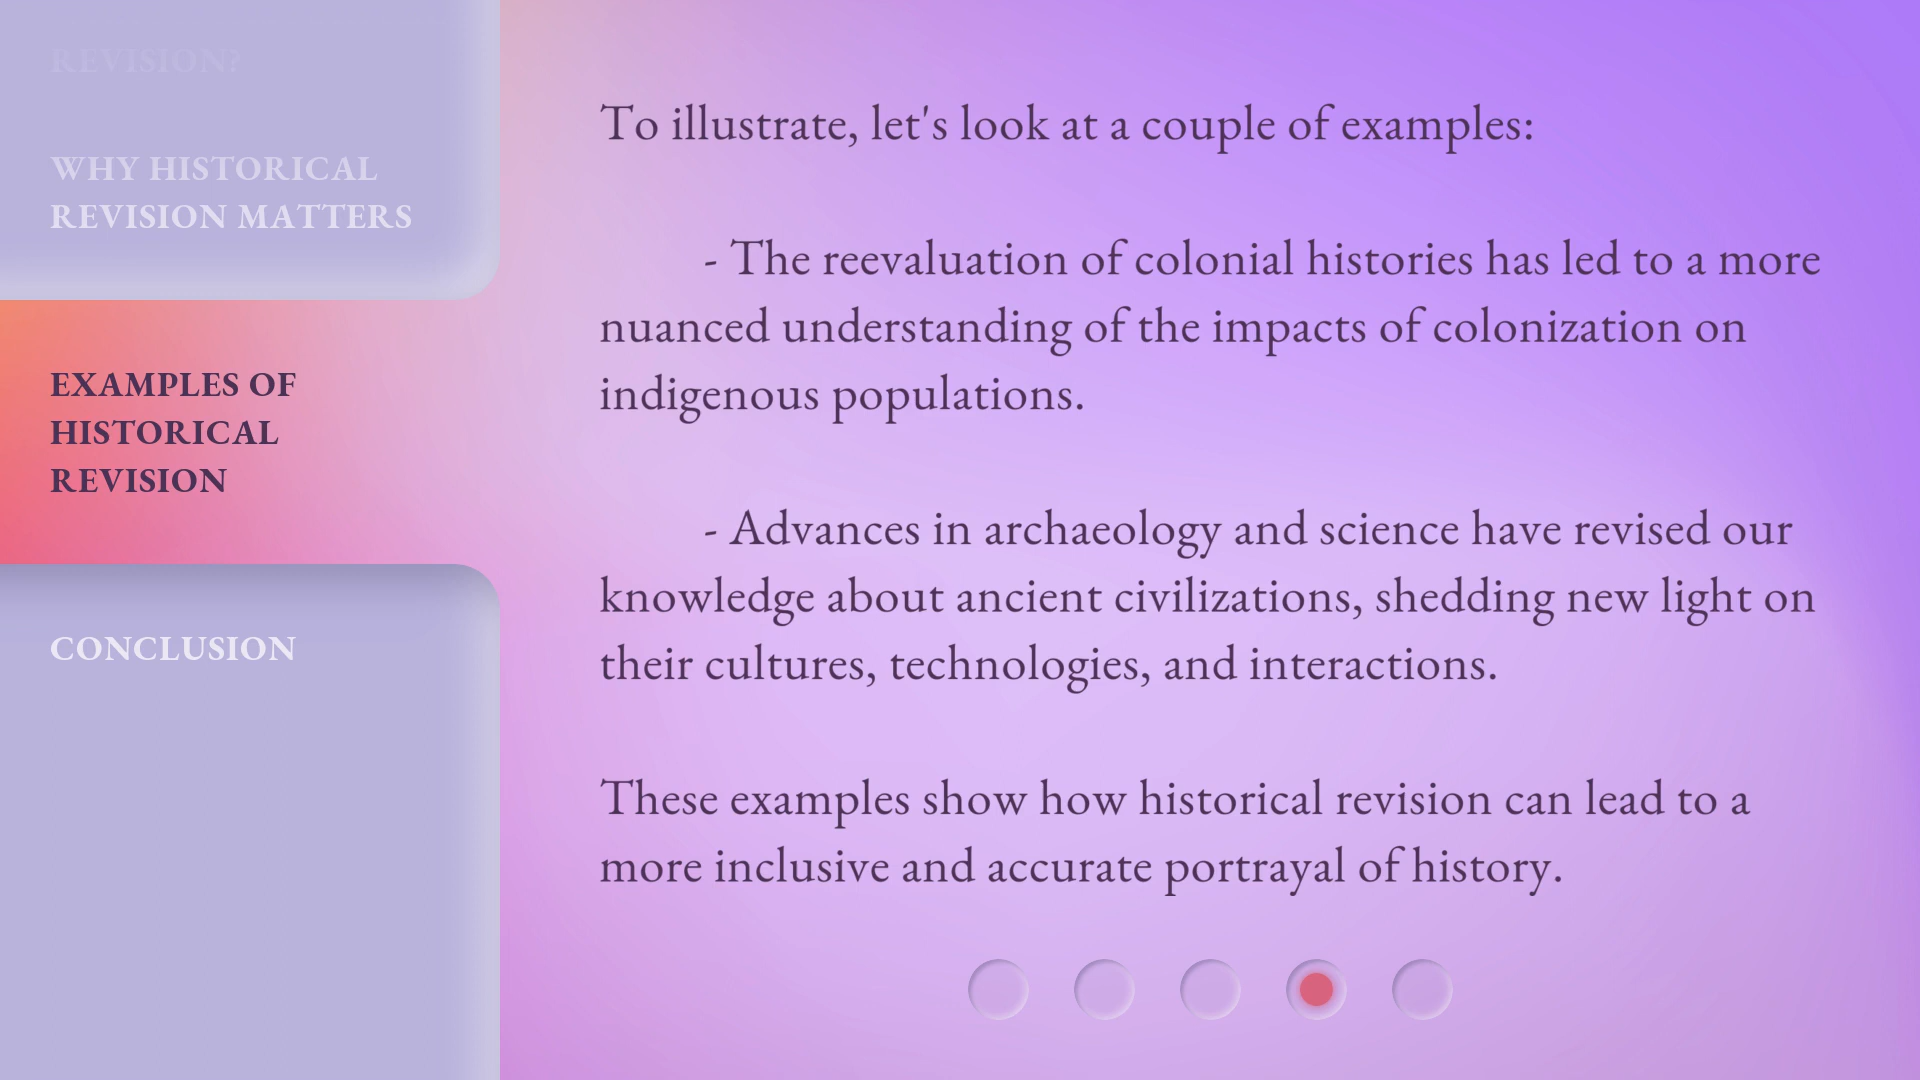 REVISION?
WHY HISTORICAL
REVISION MATTERS
EXAMPLES OF
HISTORICAL
REVISION
CONCLUSION
To illustrate, let's look at a couple of examples:
- The reevaluation of colonial histories has led to a more
nuanced understanding of the impacts of colonization on
indigenous populations.
- Advances in archaeology and science have revised our
knowledge about ancient civilizations, shedding new light on
their cultures, technologies, and interactions.
These examples show how historical revision can lead to a
more inclusive and accurate portrayal of history.